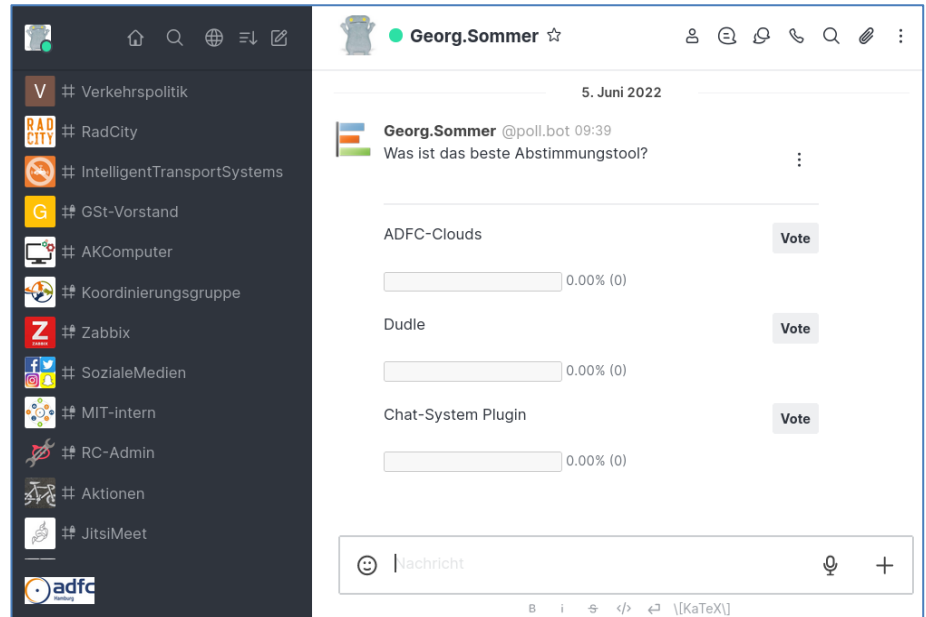 V # Verkehrspolitik
RAD CITY # RadCity
# IntelligentTransportSystems
G # GSt-Vorstand
# AKComputer
# Koordinierungsgruppe
Z ZABBIX # Zabbix
# SozialeMedien
# MIT-intern
# RC-Admin
# Aktionen
# JitsiMeet
adfc
Hamburg
Georg.Sommer
5. Juni 2022
Georg.Sommer @poll.bot 09:39
Was ist das beste Abstimmungstool?
ADFC-Clouds
Vote
0.00% (0)
Dudle
Vote
0.00% (0)
Chat-System Plugin
Vote
0.00% (0)
Nachricht
B i S </> \[KaTeX\]